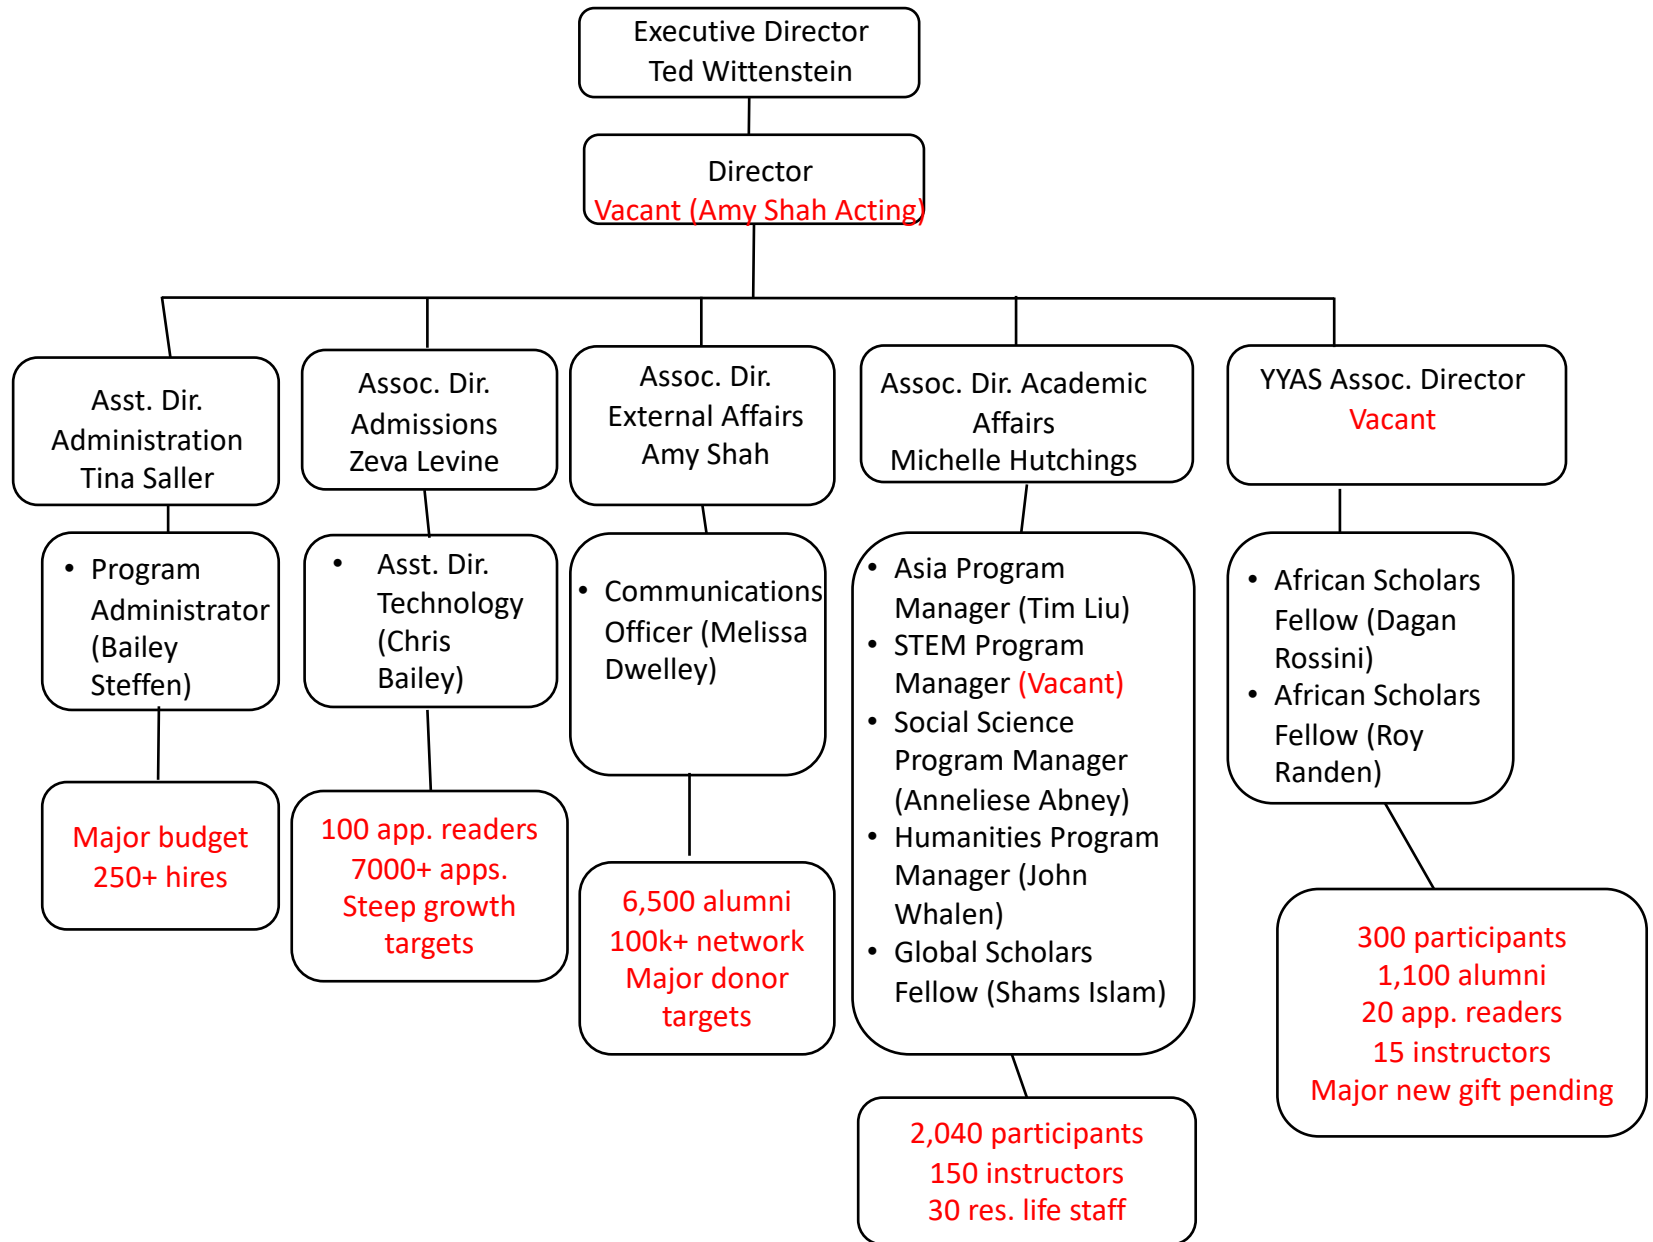 Executive Director
Ted Wittenstein
Director
Vacant (Amy Shah Acting)
Asst. Dir.
Administration
Tina Saller
Assoc. Dir.
Admissions
Zeva Levine
Assoc. Dir.
External Affairs
Amy Shah
Assoc. Dir. Academic
Affairs
Michelle Hutchings
YYAS Assoc. Director
Vacant
• Program
Administrator
(Bailey
Steffen)
• Asst. Dir.
Technology
(Chris
Bailey)
• Communications
Officer (Melissa
Dwelley)
• Asia Program
Manager (Tim Liu)
• STEM Program
Manager (Vacant)
• Social Science
Program Manager
(Anneliese Abney)
• Humanities Program
Manager (John
Whalen)
• Global Scholars
Fellow (Shams Islam)
• African Scholars
Fellow (Dagan
Rossini)
• African Scholars
Fellow (Roy
Randen)
Major budget
250+ hires
100 app. readers
7000+ apps.
Steep growth
targets
6,500 alumni
100k+ network
Major donor
targets
2,040 participants
150 instructors
30 res. life staff
300 participants
1,100 alumni
20 app. readers
15 instructors
Major new gift pending